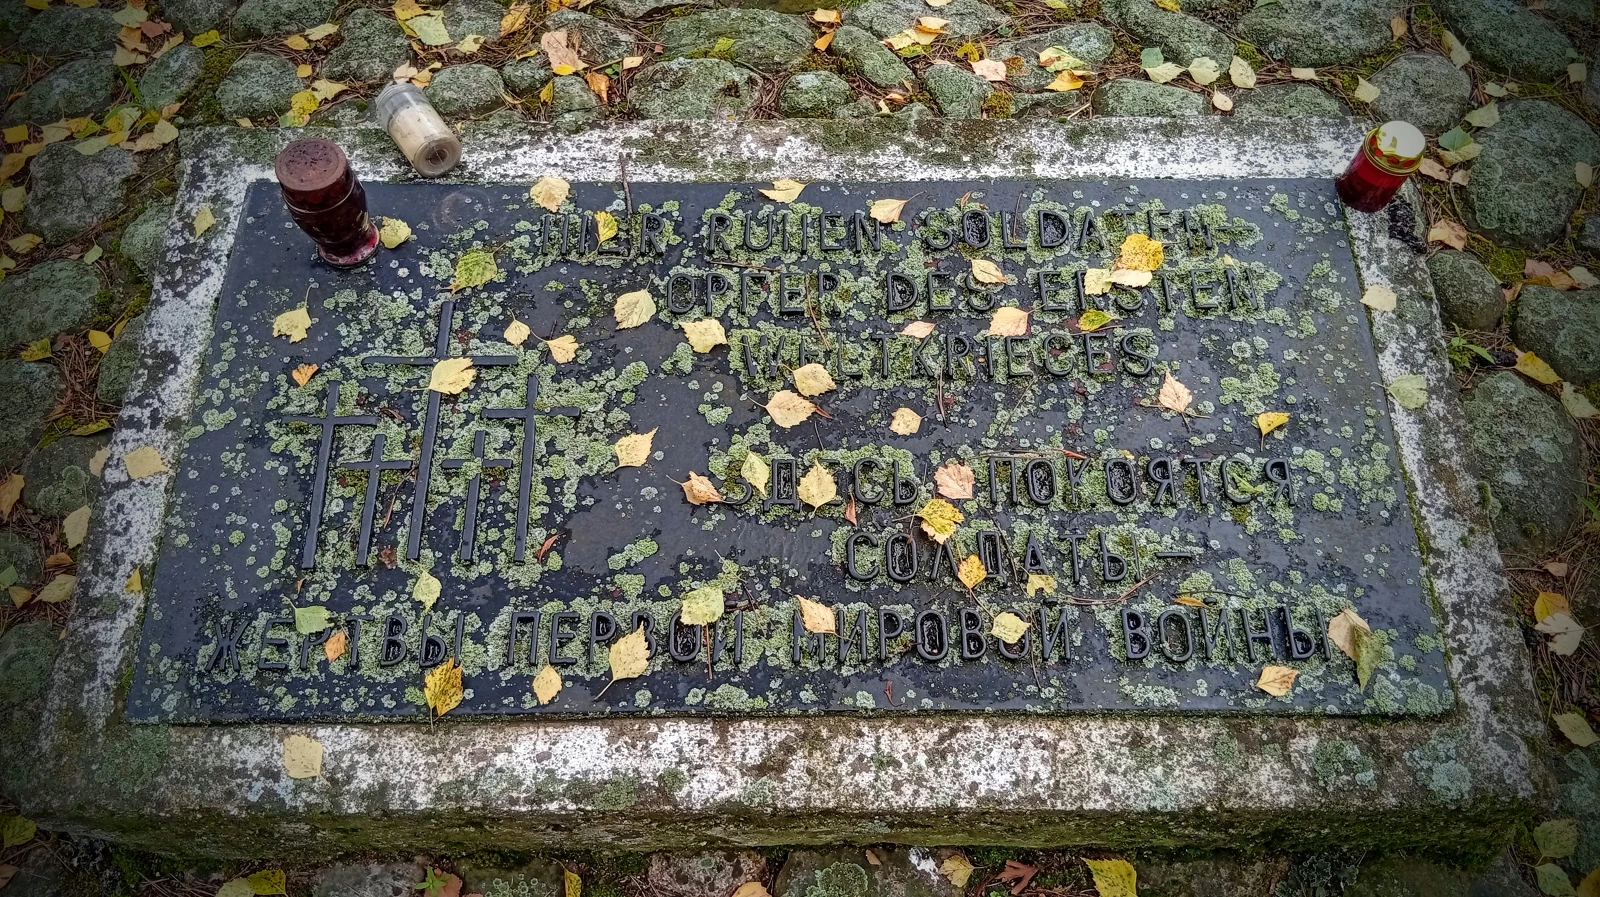 HIER RUHEN SOLDATEN–
OPFER DES ERSTEN
WELTKRIEGES
ЗДЕСЬ ПОКОЯТСЯ
СОЛДАТЫ –
ЖЕРТВЫ ПЕРВОЙ МИРОВОЙ ВОЙНЫ